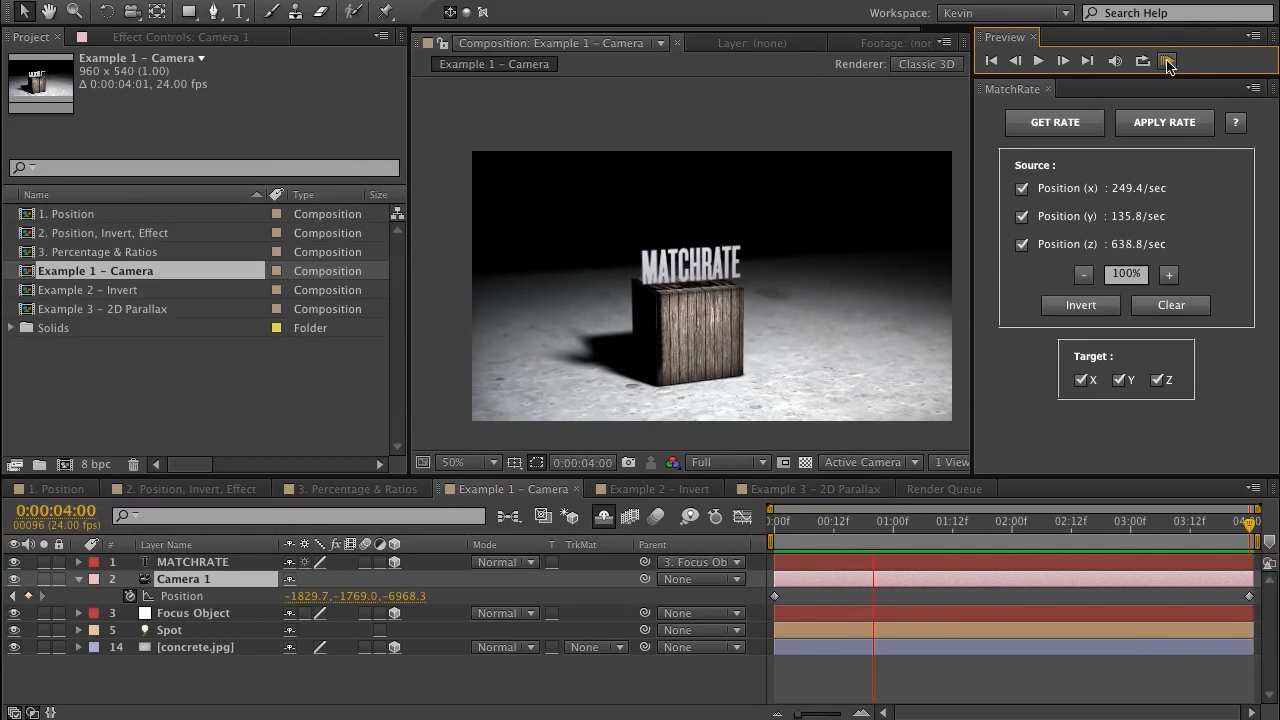 Workspace: Kevin Search Help
Project × Effect Controls: Camera 1
Example 1 – Camera
960 x 540 (1.00)
Δ 0:00:04:01, 24.00 fps
Name Type Size
1. Position Composition
2. Position, Invert, Effect Composition
3. Percentage & Ratios Composition
Example 1 – Camera Composition
Example 2 – Invert Composition
Example 3 – 2D Parallax Composition
Solids Folder
8 bpc
Composition: Example 1 – Camera × Layer: (none) Footage: (non
Example 1 – Camera Renderer: Classic 3D
MATCHRATE
50% 0:00:04:00 Full Active Camera 1 View
Preview ×
MatchRate ×
GET RATE APPLY RATE ?
Source :
Position (x) : 249.4/sec
Position (y) : 135.8/sec
Position (z) : 638.8/sec
- 100% +
Invert Clear
Target :
X Y Z
1. Position 2. Position, Invert, Effect 3. Percentage & Ratios Example 1 – Camera × Example 2 – Invert Example 3 – 2D Parallax Render Queue
0:00:04:00
00096 (24.00 fps)
:00f 00:12f 01:00f 01:12f 02:00f 02:12f 03:00f 03:12f
# Layer Name fx Mode T TrkMat Parent
1 T MATCHRATE Normal 3. Focus Ob
2 Camera 1 None
Position -1829.7,-1769.0,-6968.3
3 Focus Object Normal None
5 Spot None
14 [concrete.jpg] Normal None None